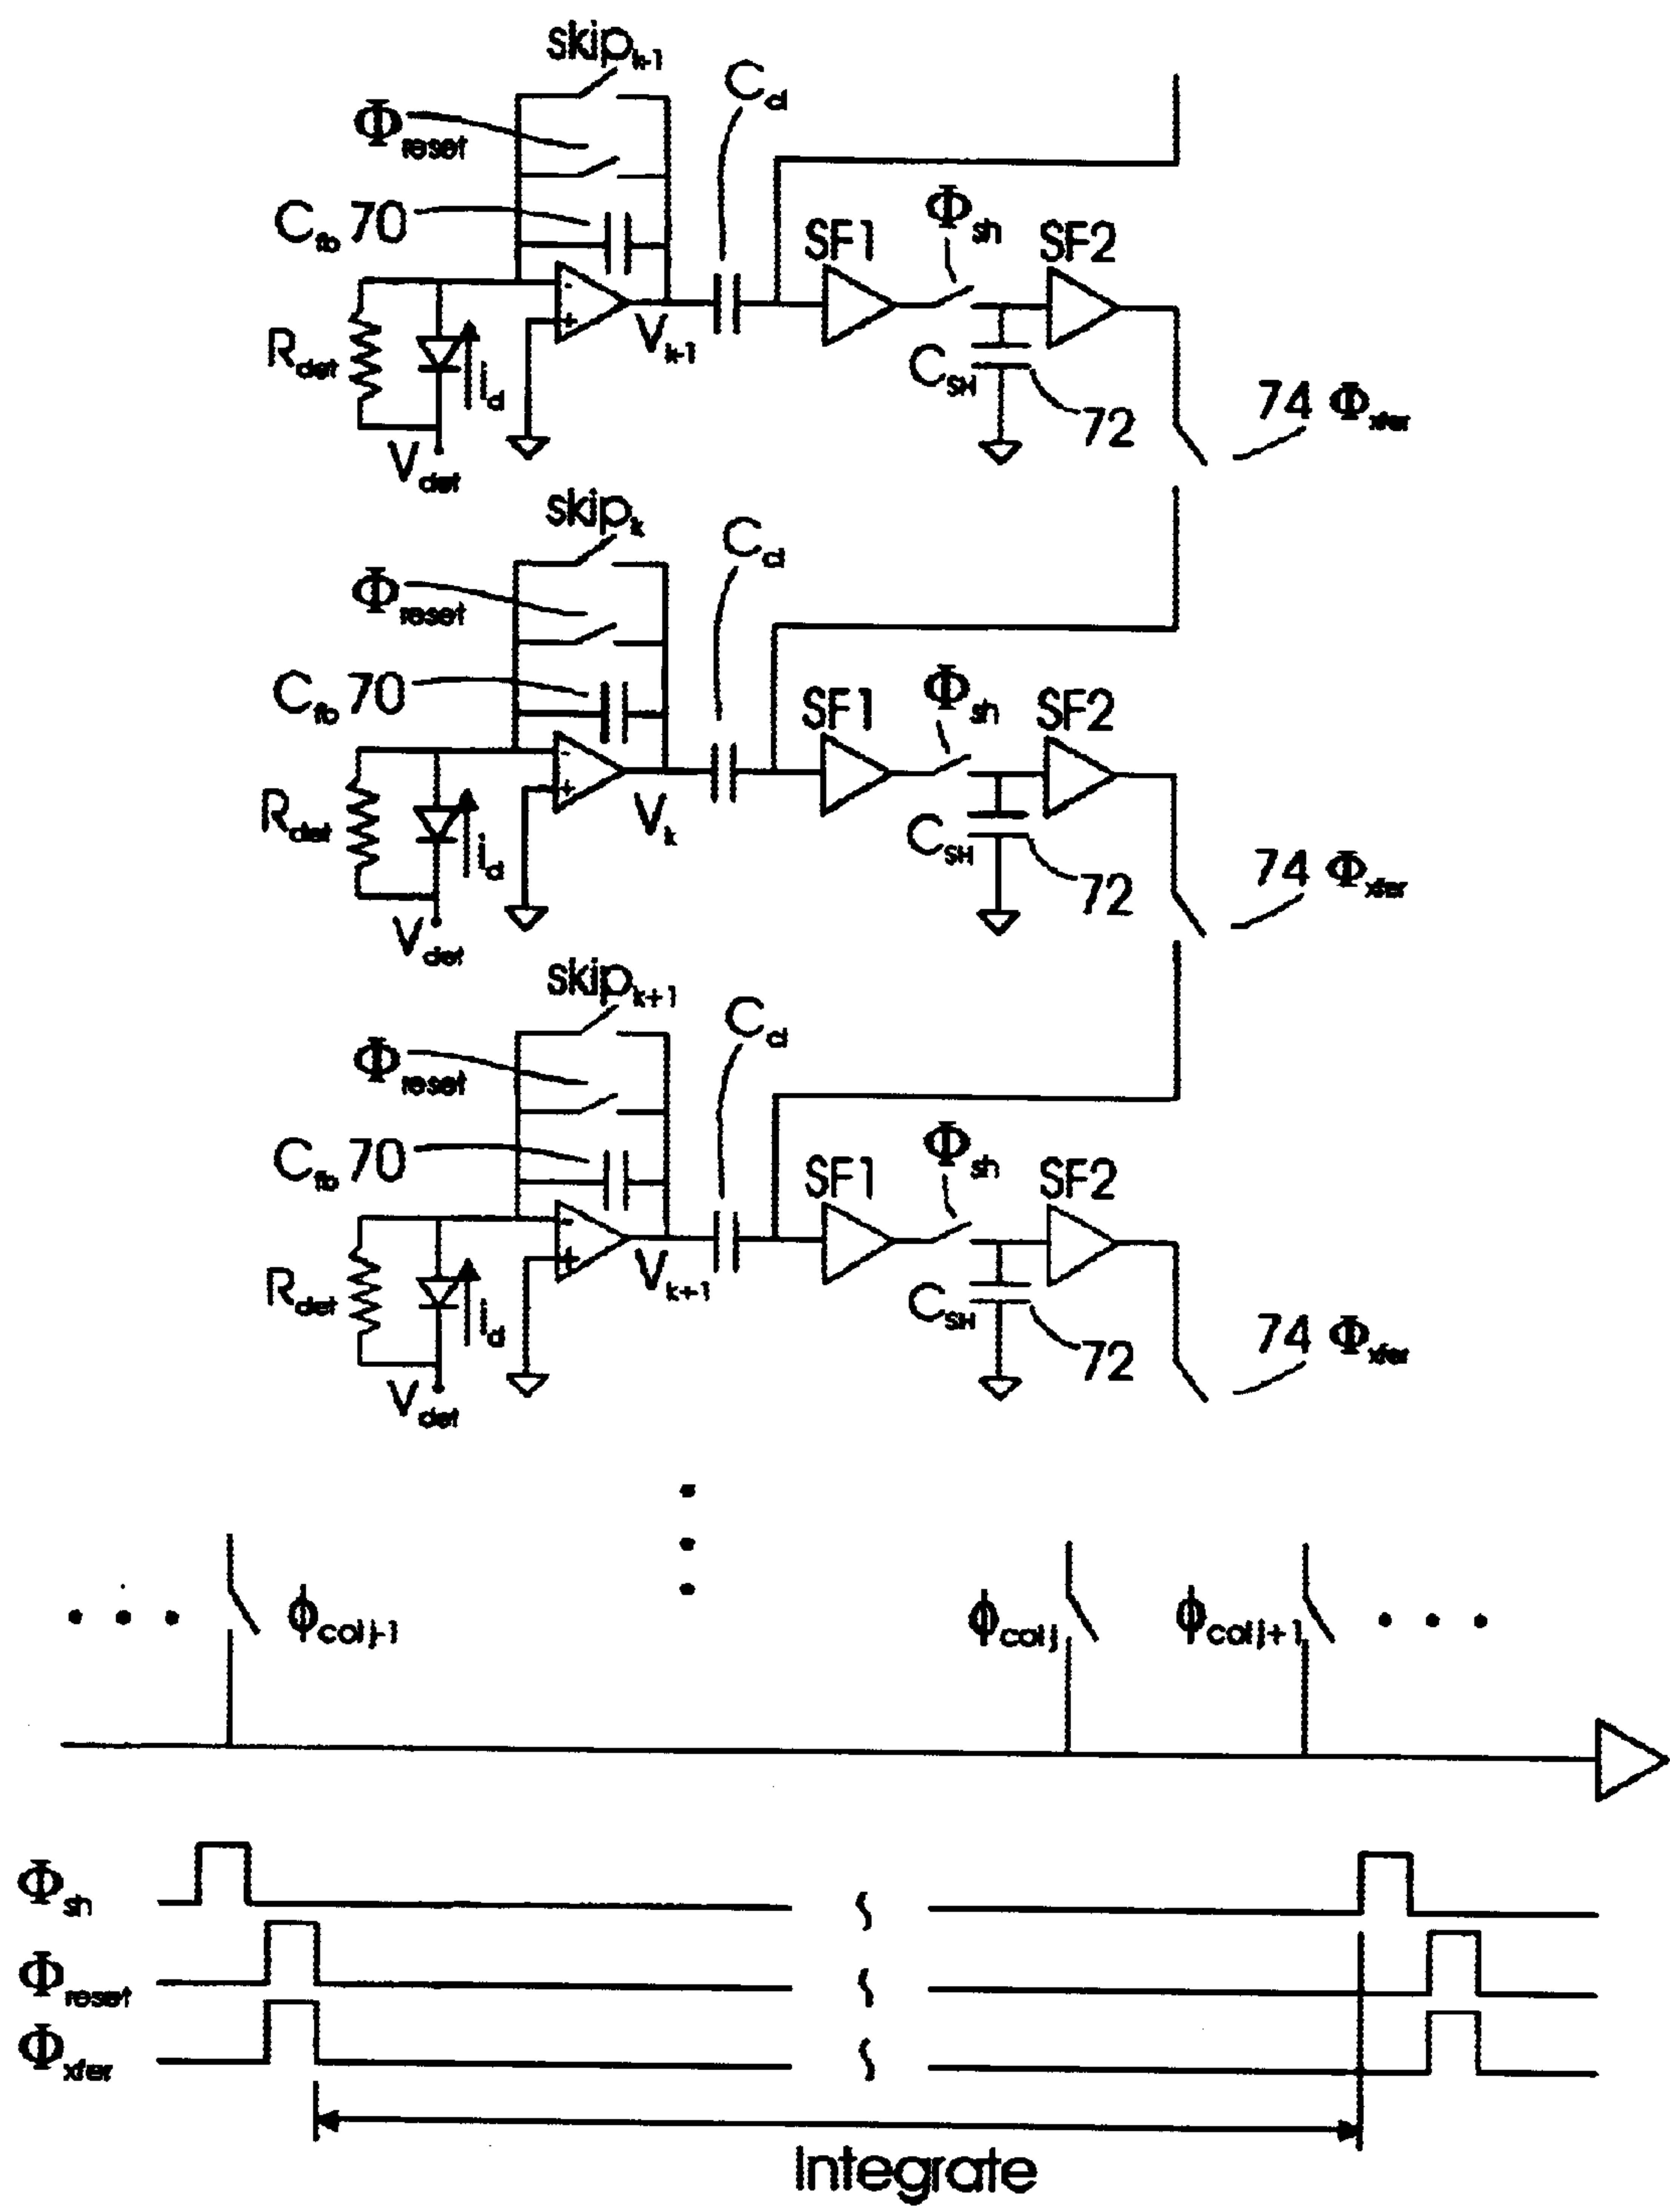 skipk-1
Ccl
Φreset
Cfb 70
SF1
Φsh
SF2
Rdet
id
Vk-1
CSH
72
74 Φxfer
Vdet
skipk
Ccl
Φreset
Cfb 70
SF1
Φsh
SF2
Rdet
id
Vk
CSH
72
74 Φxfer
Vdet
skipk+1
Ccl
Φreset
Cfb 70
SF1
Φsh
SF2
Rdet
id
Vk+1
CSH
72
74 Φxfer
Vdet
ϕcol j-1
ϕcol j
ϕcol j+1
Φsh
Φreset
Φxfer
Integrate